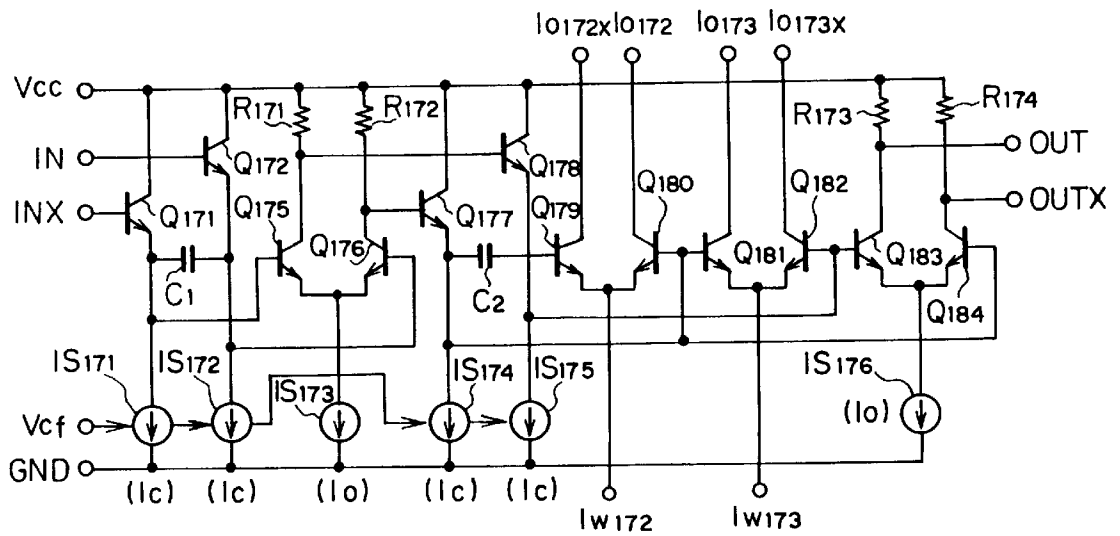 Io172x Io172 Io173 Io173x
Vcc
R171 R172 R173 R174
IN Q172 Q178 OUT
INX Q171 Q175 Q177 Q179 Q180 Q182 OUTX
Q176 Q181 Q183
C1 C2 Q184
IS171 IS172 IS173 IS174 IS175 IS176
Vcf (Io)
GND
(Ic) (Ic) (Io) (Ic) (Ic) Iw172 Iw173